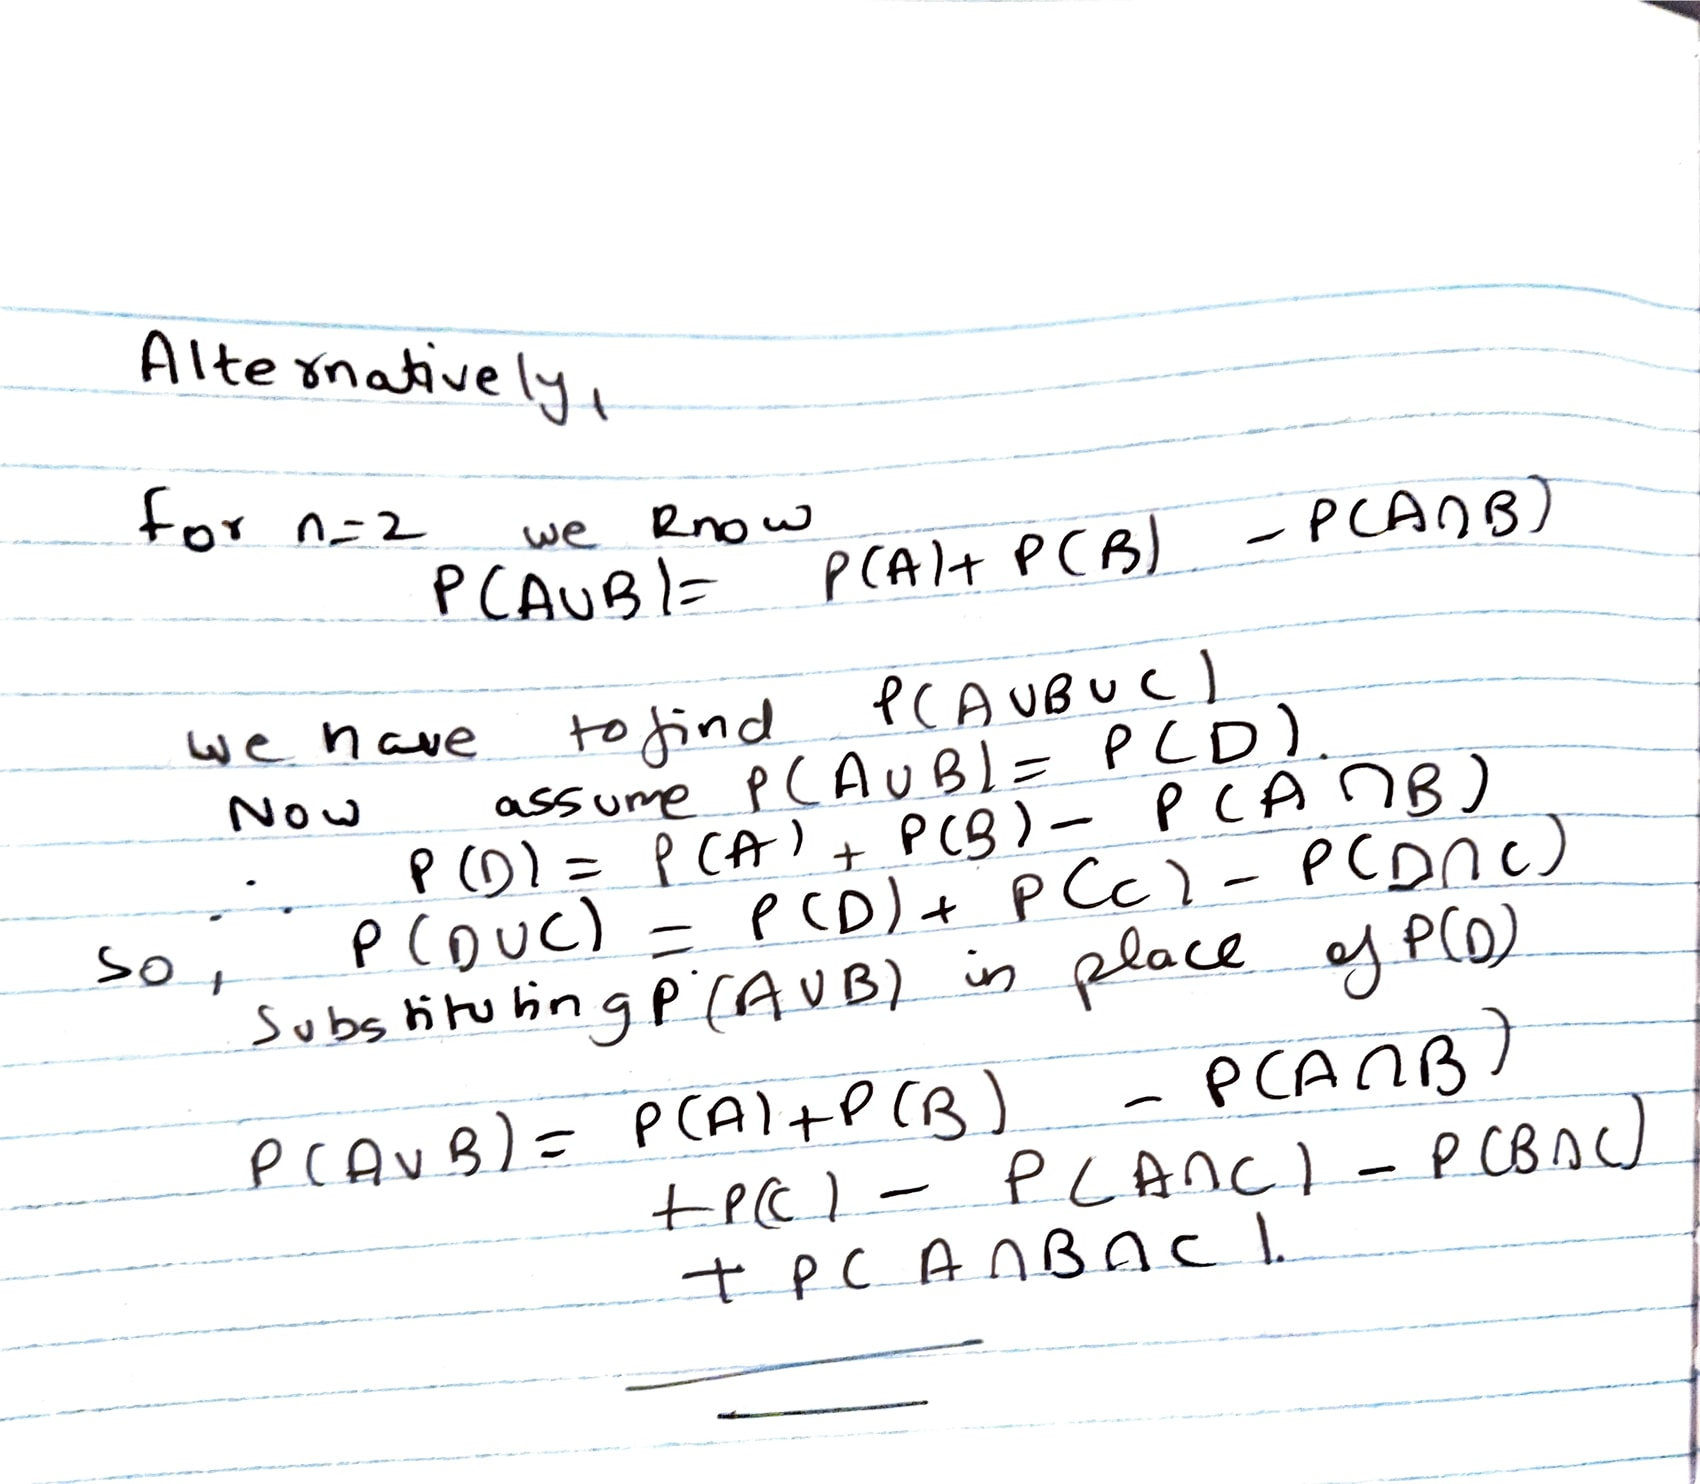 Alternatively,
for n=2 we know
P(A∪B)= P(A)+ P(B) - P(A∩B)
we have to find P(A∪B∪C)
Now assume P(A∪B)= P(D).
∴ P(D)= P(A) + P(B) - P(A∩B)
So, P(D∪C) = P(D)+ P(C) - P(D∩C)
Substituting P(A∪B) in place of P(D)
P(A∪B)= P(A)+P(B) - P(A∩B)
+P(C) - P(A∩C) - P(B∩C)
+ P(A∩B∩C).